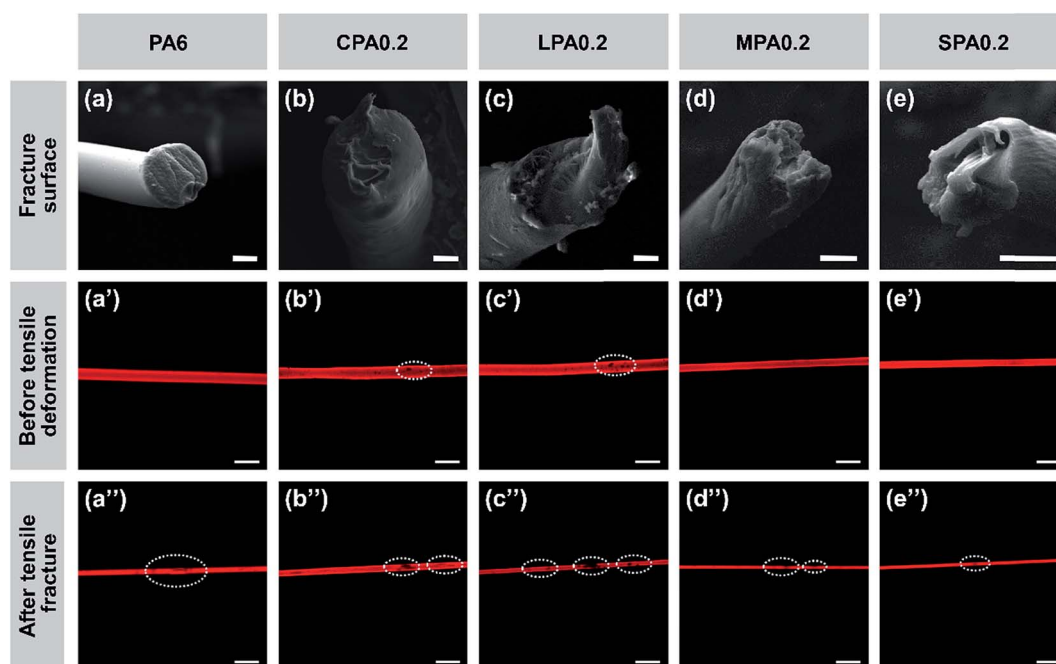 PA6
CPA0.2
LPA0.2
MPA0.2
SPA0.2
Fracture
surface
(a)
(b)
(c)
(d)
(e)
Before tensile
deformation
(a')
(b')
(c')
(d')
(e')
After tensile
fracture
(a'')
(b'')
(c'')
(d'')
(e'')